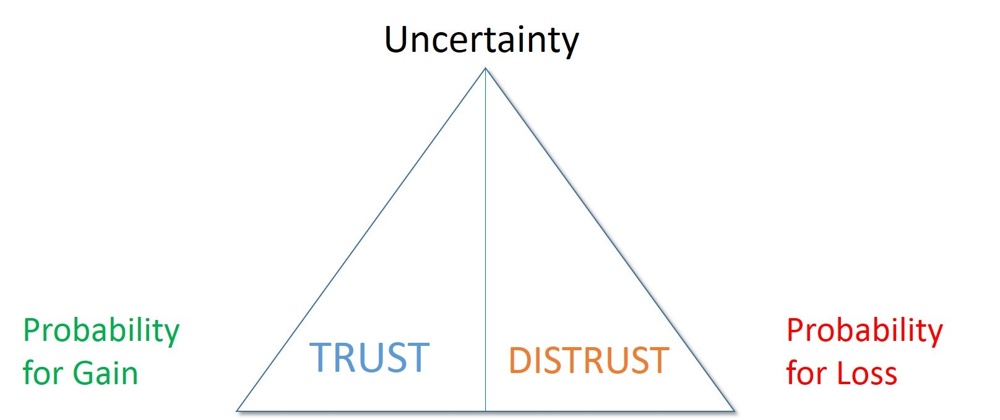 Uncertainty
Probability
for Gain
TRUST
DISTRUST
Probability
for Loss